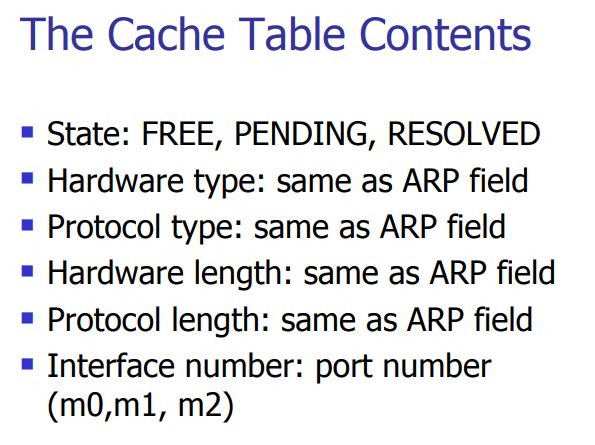 The Cache Table Contents
State: FREE, PENDING, RESOLVED
Hardware type: same as ARP field
Protocol type: same as ARP field
Hardware length: same as ARP field
Protocol length: same as ARP field
Interface number: port number
(m0,m1, m2)